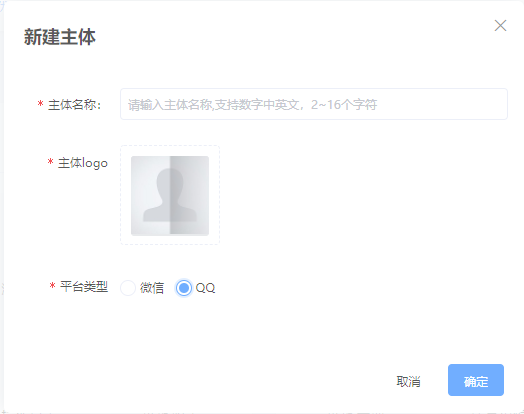 新建主体
* 主体名称：
请输入主体名称,支持数字中英文，2~16个字符
* 主体logo
* 平台类型
微信 QQ
取消 确定